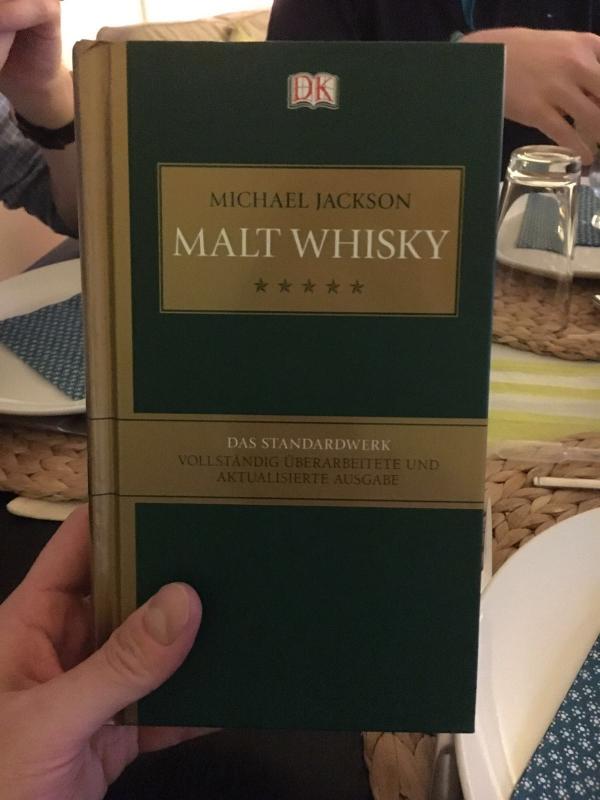 DK
MICHAEL JACKSON
MALT WHISKY
DAS STANDARDWERK
VOLLSTÄNDIG ÜBERARBEITETE UND
AKTUALISIERTE AUSGABE